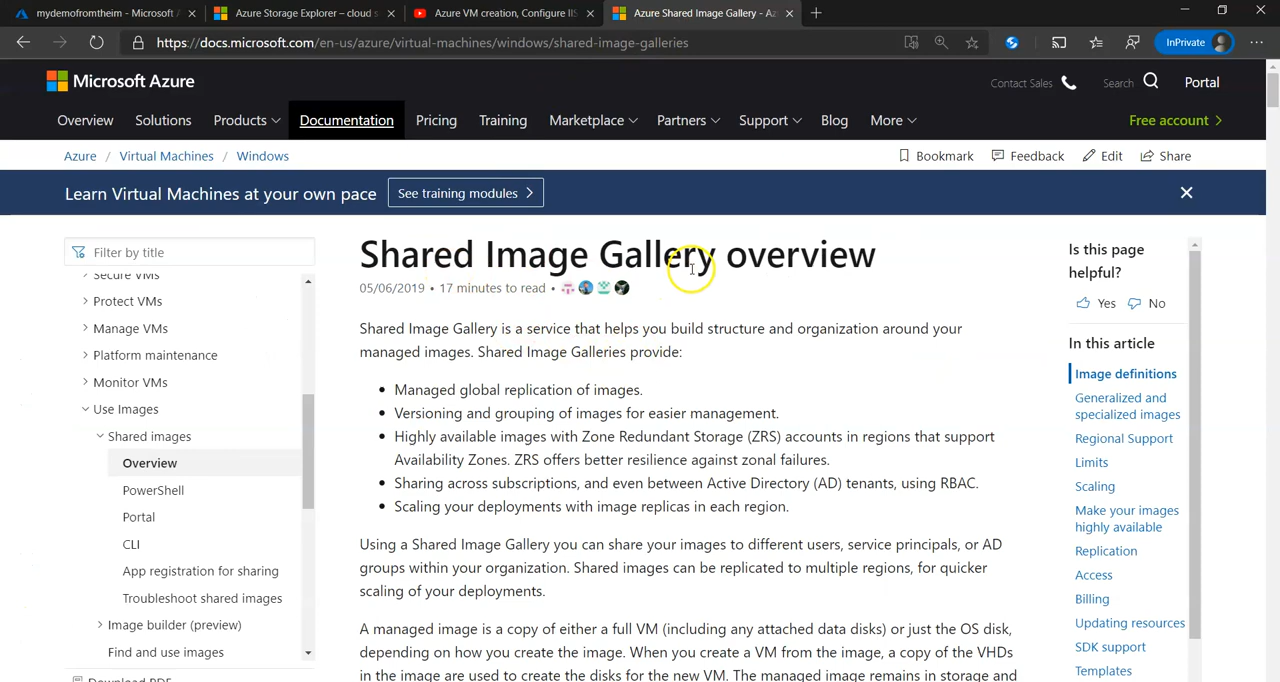 mydemofromtheim - Microsoft A
Azure Storage Explorer – cloud s
Azure VM creation, Configure IIS
Azure Shared Image Gallery - Az
https://docs.microsoft.com/en-us/azure/virtual-machines/windows/shared-image-galleries
InPrivate
Microsoft Azure
Contact Sales
Search
Portal
Overview
Solutions
Products
Documentation
Pricing
Training
Marketplace
Partners
Support
Blog
More
Free account
Azure / Virtual Machines / Windows
Bookmark
Feedback
Edit
Share
Learn Virtual Machines at your own pace
See training modules
Filter by title
Secure VMs
Protect VMs
Manage VMs
Platform maintenance
Monitor VMs
Use Images
Shared images
Overview
PowerShell
Portal
CLI
App registration for sharing
Troubleshoot shared images
Image builder (preview)
Find and use images
Download PDF
Shared Image Gallery overview
05/06/2019 • 17 minutes to read •
Shared Image Gallery is a service that helps you build structure and organization around your
managed images. Shared Image Galleries provide:
• Managed global replication of images.
• Versioning and grouping of images for easier management.
• Highly available images with Zone Redundant Storage (ZRS) accounts in regions that support
Availability Zones. ZRS offers better resilience against zonal failures.
• Sharing across subscriptions, and even between Active Directory (AD) tenants, using RBAC.
• Scaling your deployments with image replicas in each region.
Using a Shared Image Gallery you can share your images to different users, service principals, or AD
groups within your organization. Shared images can be replicated to multiple regions, for quicker
scaling of your deployments.
A managed image is a copy of either a full VM (including any attached data disks) or just the OS disk,
depending on how you create the image. When you create a VM from the image, a copy of the VHDs
in the image are used to create the disks for the new VM. The managed image remains in storage and
Is this page
helpful?
Yes
No
In this article
Image definitions
Generalized and
specialized images
Regional Support
Limits
Scaling
Make your images
highly available
Replication
Access
Billing
Updating resources
SDK support
Templates